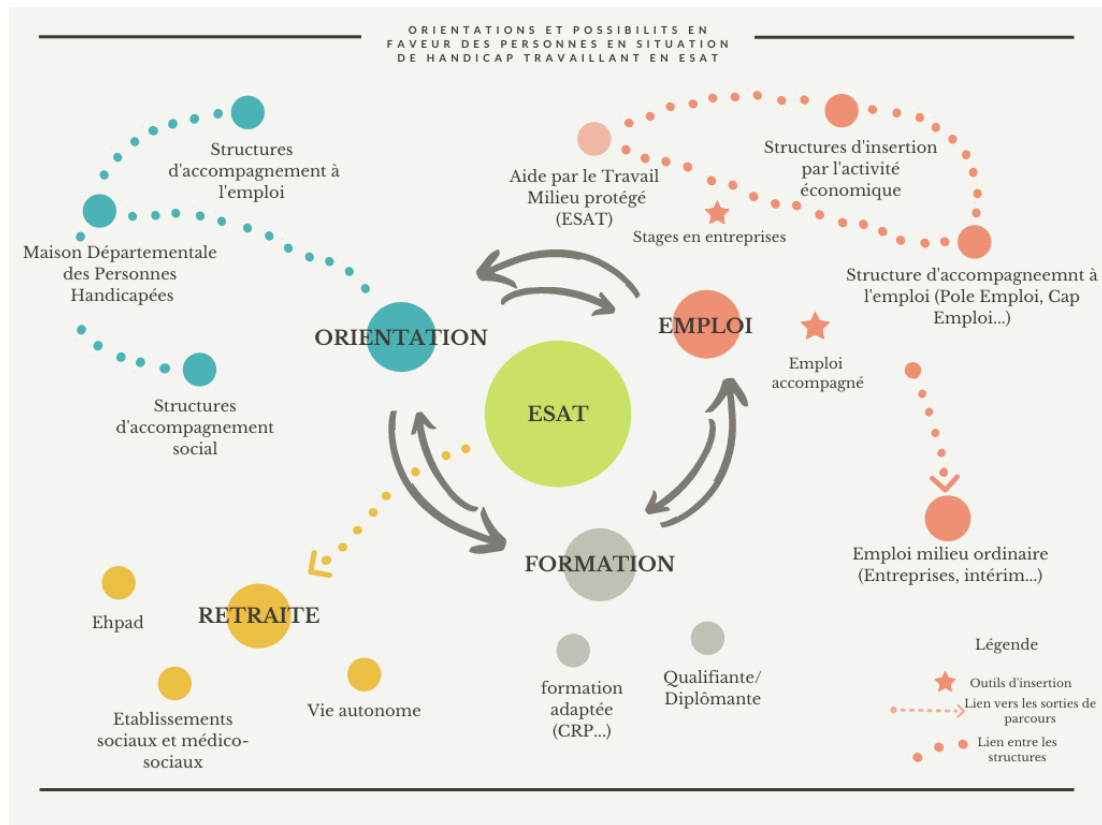 ORIENTATIONS ET POSSIBILITS EN
FAVEUR DES PERSONNES EN SITUATION
DE HANDICAP TRAVAILLANT EN ESAT
Structures
d'accompagnement à
l'emploi
Maison Départementale
des Personnes
Handicapées
Structures
d'accompagnement
social
ORIENTATION
Aide par le Travail
Milieu protégé
(ESAT)
Structures d'insertion
par l'activité
économique
Stages en entreprises
Structure d'accompagneemnt à
l'emploi (Pole Emploi, Cap
Emploi...)
EMPLOI
Emploi
accompagné
ESAT
Emploi milieu ordinaire
(Entreprises, intérim...)
FORMATION
formation
adaptée
(CRP...)
Qualifiante/
Diplômante
RETRAITE
Ehpad
Etablissements
sociaux et médico-
sociaux
Vie autonome
Légende
Outils d'insertion
Lien vers les sorties de
parcours
Lien entre les
structures